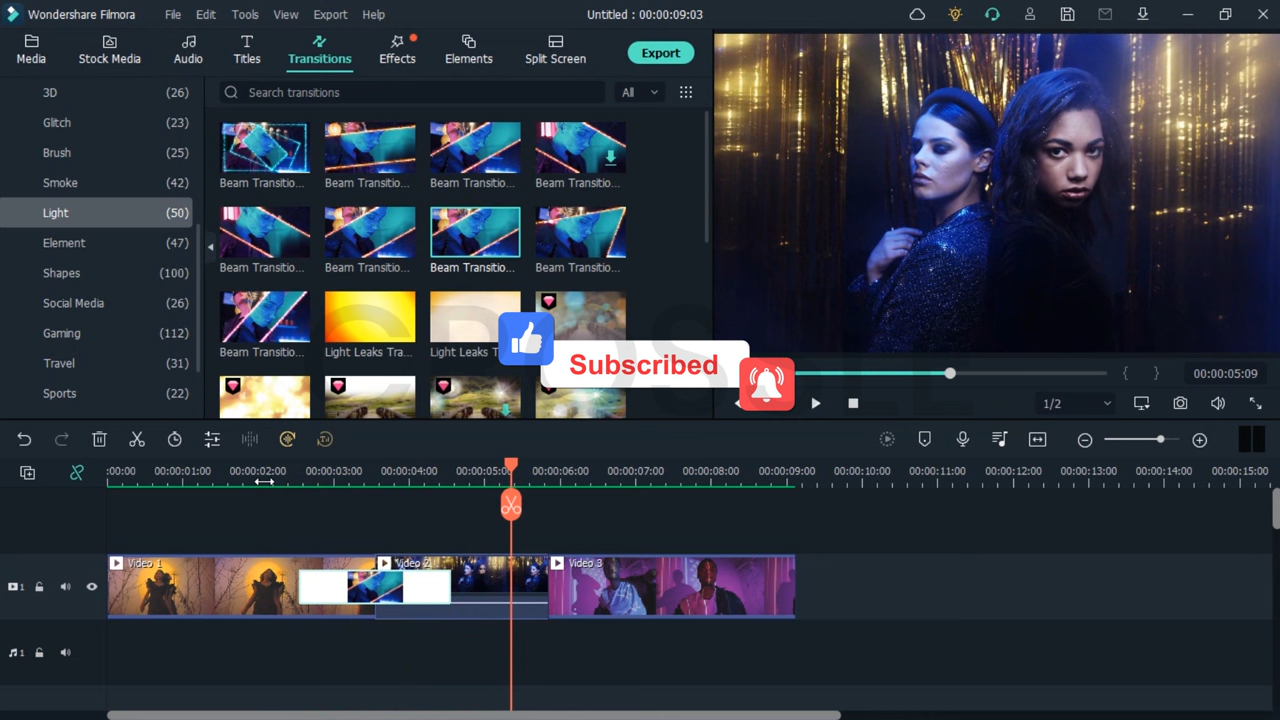 Wondershare Filmora File Edit Tools View Export Help Untitled : 00:00:09:03
Media Stock Media Audio Titles Transitions Effects Elements Split Screen Export
3D (26)
Glitch (23)
Brush (25)
Smoke (42)
Light (50)
Element (47)
Shapes (100)
Social Media (26)
Gaming (112)
Travel (31)
Sports (22)
Search transitions All
Beam Transitio... Beam Transitio... Beam Transitio... Beam Transitio...
Beam Transitio... Beam Transitio... Beam Transitio... Beam Transitio...
Beam Transitio... Light Leaks Tra... Light Leaks T
Subscribed
00:00:05:09
1/2
:00:00 00:00:01:00 00:00:02:00 00:00:03:00 00:00:04:00 00:00:05:0 00:00:06:00 00:00:07:00 00:00:08:00 00:00:09:00 00:00:10:00 00:00:11:00 00:00:12:00 00:00:13:00 00:00:14:00 00:00:15:00
Video 1 Video 2 Video 3
1
1